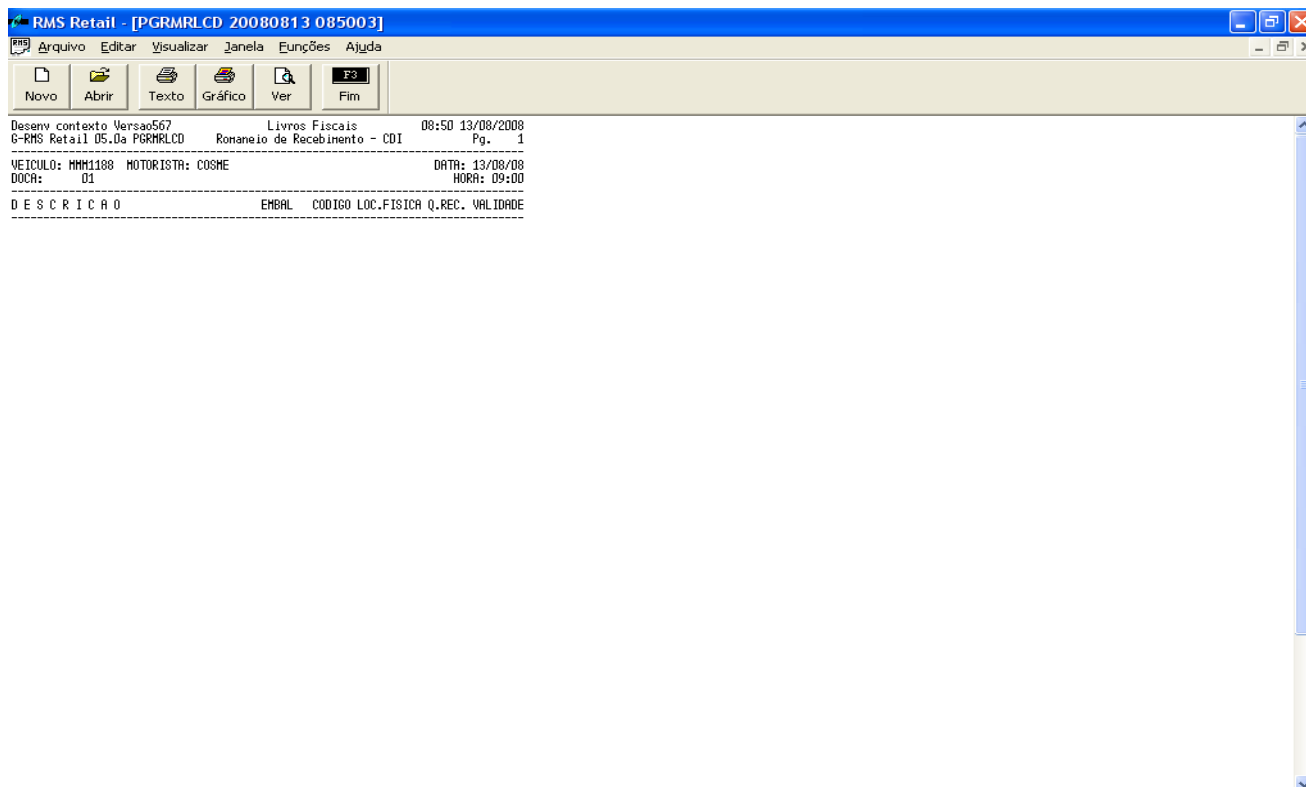 RMS Retail - [PGRMRLCD 20080813 085003]
RMS Arquivo Editar Visualizar Janela Funções Ajuda
F3
Novo Abrir Texto Gráfico Ver Fim
Desenv contexto Versao567 Livros Fiscais 08:50 13/08/2008
G-RMS Retail 05.0a PGRMRLCD Romaneio de Recebimento - CDI Pg. 1
--------------------------------------------------------------------------------
VEICULO: MMM1188 MOTORISTA: COSME DATA: 13/08/08
DOCA: 01 HORA: 09:00
--------------------------------------------------------------------------------
D E S C R I C A O EMBAL CODIGO LOC.FISICA Q.REC. VALIDADE
--------------------------------------------------------------------------------